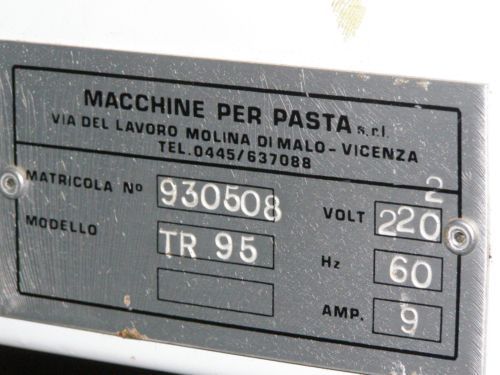 MACCHINE PER PASTA s.r.l.
VIA DEL LAVORO MOLINA DI MALO - VICENZA
TEL.0445/637088
MATRICOLA Nº 930508
2
VOLT 220
MODELLO TR 95
Hz 60
AMP. 9